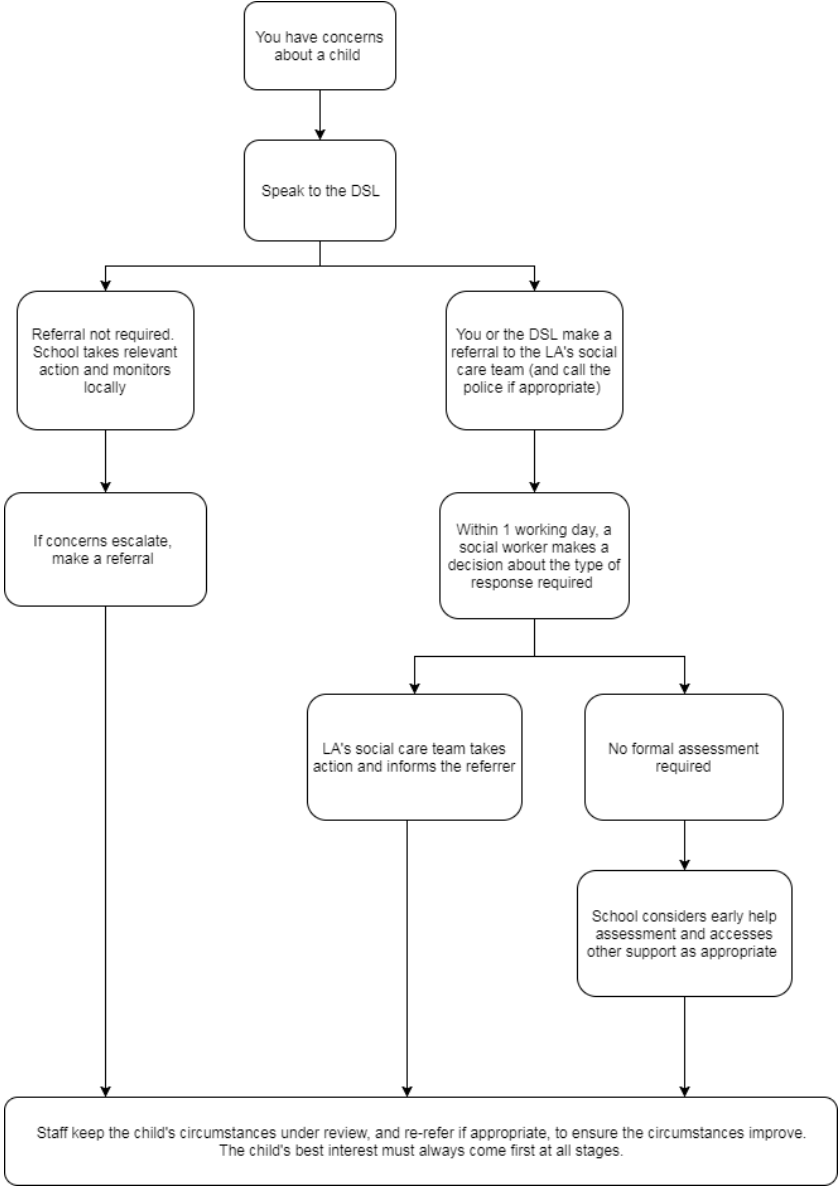 You have concerns
about a child
Speak to the DSL
Referral not required.
School takes relevant
action and monitors
locally
You or the DSL make a
referral to the LA's social
care team (and call the
police if appropriate)
If concerns escalate,
make a referral
Within 1 working day, a
social worker makes a
decision about the type of
response required
LA's social care team takes
action and informs the referrer
No formal assessment
required
School considers early help
assessment and accesses
other support as appropriate
Staff keep the child's circumstances under review, and re-refer if appropriate, to ensure the circumstances improve.
The child's best interest must always come first at all stages.